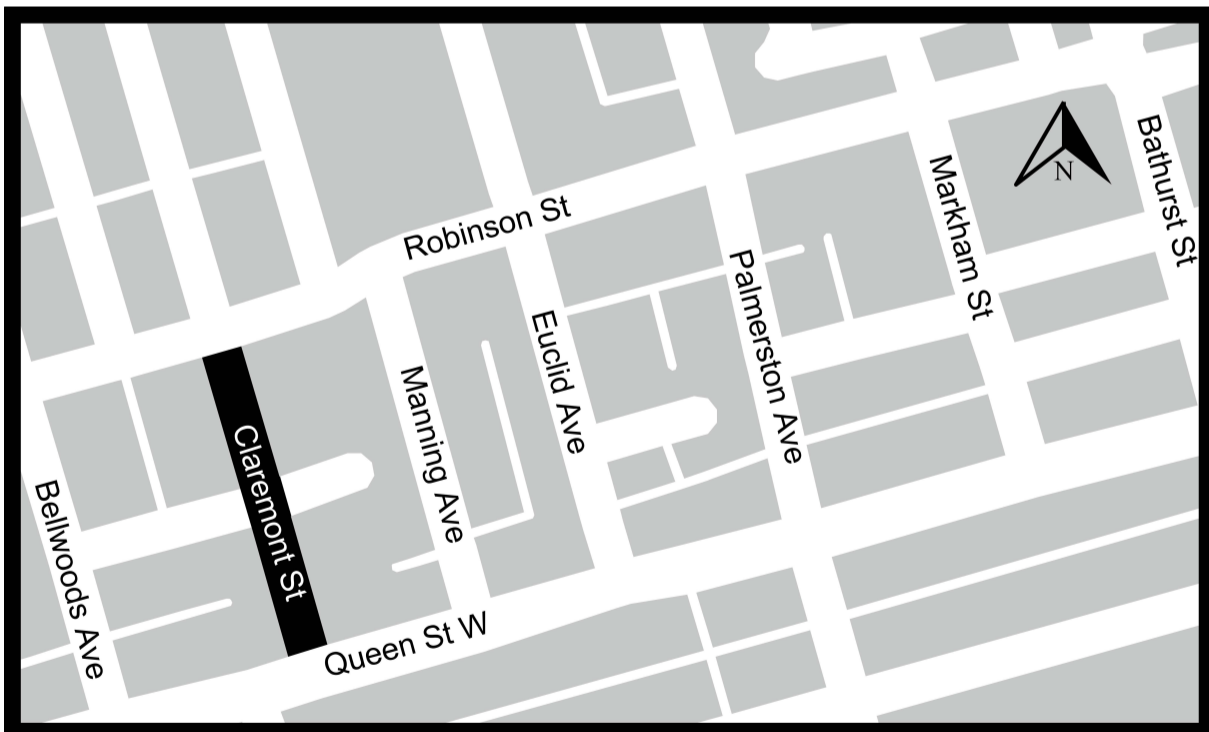 Bathurst St
N
Markham St
Robinson St
Palmerston Ave
Euclid Ave
Manning Ave
Claremont St
Bellwoods Ave
Queen St W